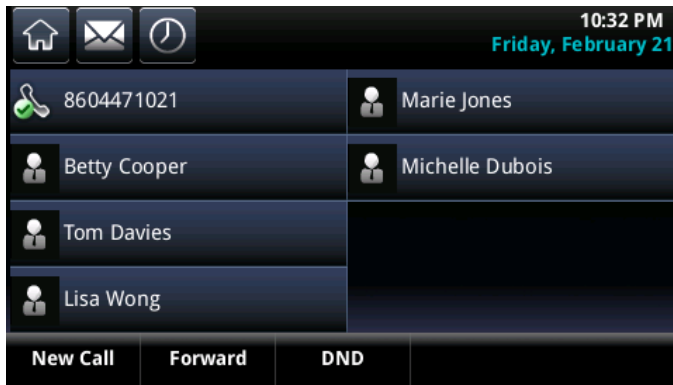 10:32 PM
Friday, February 21
8604471021
Marie Jones
Betty Cooper
Michelle Dubois
Tom Davies
Lisa Wong
New Call Forward DND